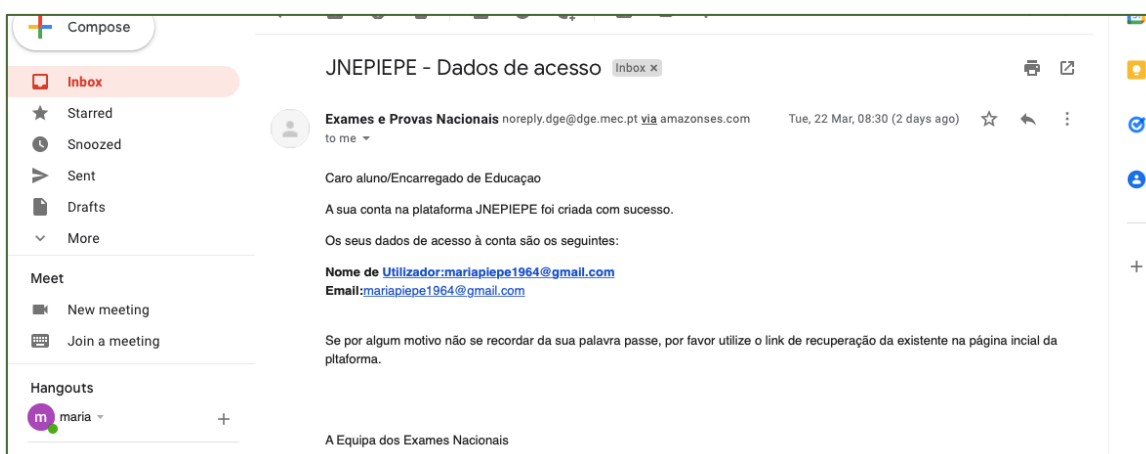 Compose
Inbox
Starred
Snoozed
Sent
Drafts
More
Meet
New meeting
Join a meeting
Hangouts
m maria
JNEPIEPE - Dados de acesso Inbox ×
Exames e Provas Nacionais noreply.dge@dge.mec.pt via amazonses.com Tue, 22 Mar, 08:30 (2 days ago)
to me
Caro aluno/Encarregado de Educaçao
A sua conta na plataforma JNEPIEPE foi criada com sucesso.
Os seus dados de acesso à conta são os seguintes:
Nome de Utilizador:mariapiepe1964@gmail.com
Email:mariapiepe1964@gmail.com
Se por algum motivo não se recordar da sua palavra passe, por favor utilize o link de recuperação da existente na página incial da
pltaforma.
A Equipa dos Exames Nacionais